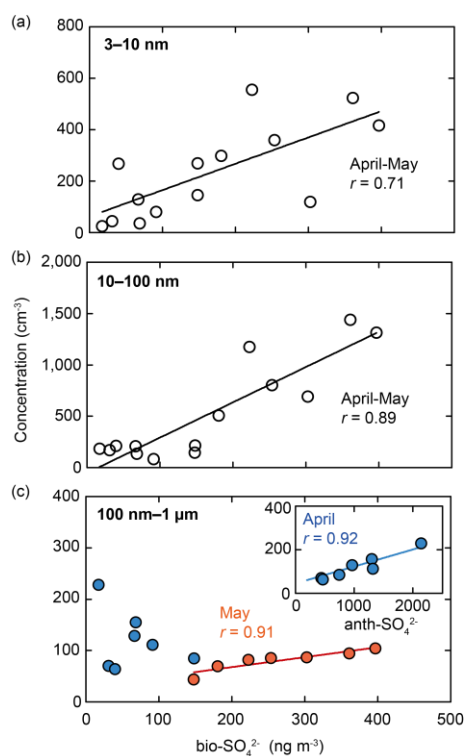 (a)
800
3–10 nm
600
400
April-May
200
r = 0.71
0
(b)
2,000
10–100 nm
1,500
Concentration (cm⁻³)
1,000
April-May
500
r = 0.89
0
(c)
400
100 nm–1 µm
400
April
r = 0.92
300
200
0
200
0 1000 2000
May
anth-SO₄²⁻
r = 0.91
100
0
0 100 200 300 400 500
bio-SO₄²⁻ (ng m⁻³)